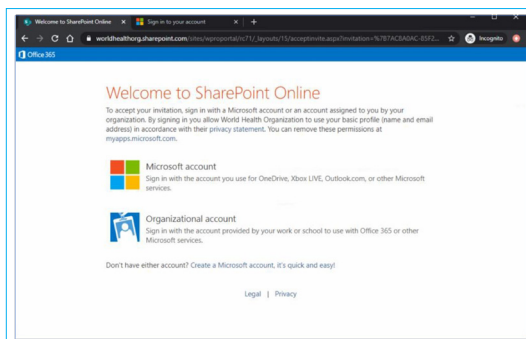 Welcome to SharePoint Online
Sign in to your account
worldhealthorg.sharepoint.com/sites/wproportal/rc71/_layouts/15/acceptinvite.aspx?invitation=
Incognito
Office 365
Welcome to SharePoint Online
To accept your invitation, sign in with a Microsoft account or an account assigned to you by your
organization. By signing in you allow World Health Organization to use your basic profile (name and email
address) in accordance with their privacy statement. You can remove these permissions at
myapps.microsoft.com.
Microsoft account
Sign in with the account you use for OneDrive, Xbox LIVE, Outlook.com, or other Microsoft
services.
Organizational account
Sign in with the account provided by your work or school to use with Office 365 or other
Microsoft services.
Don't have either account? Create a Microsoft account, it's quick and easy!
Legal | Privacy